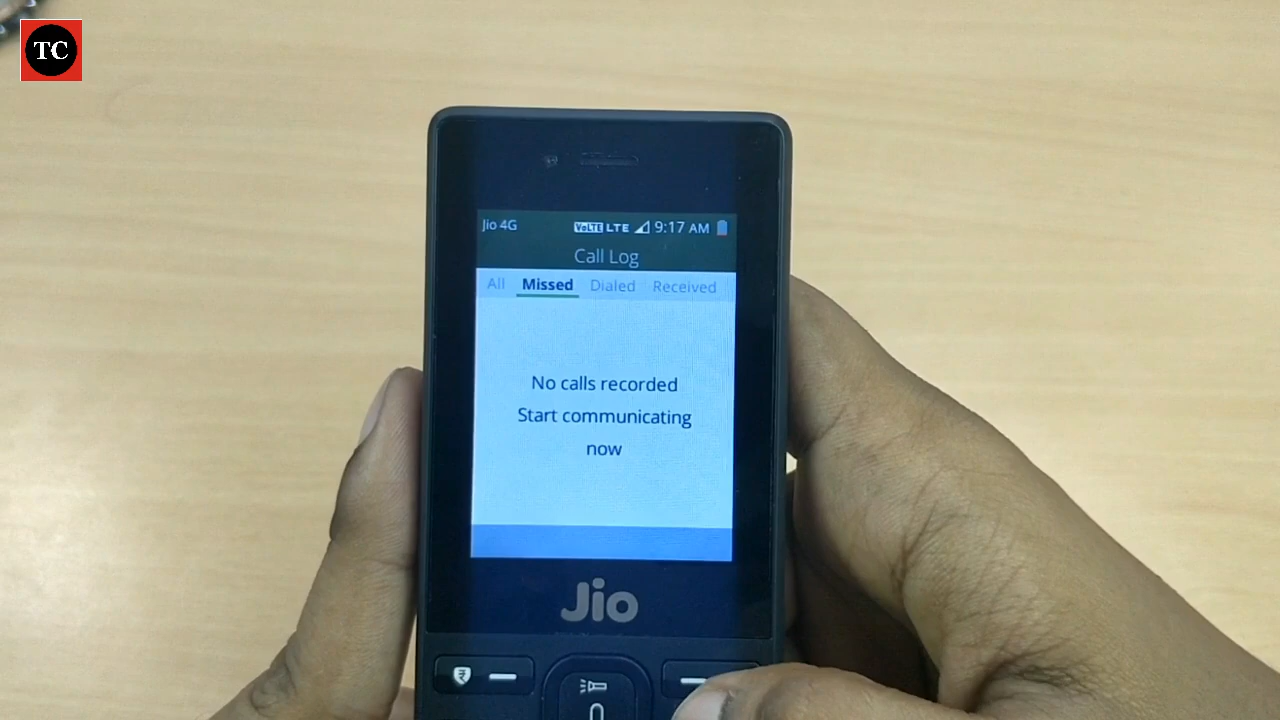 TC
Jio 4G VoLTE LTE 9:17 AM
Call Log
All Missed Dialed Received
No calls recorded
Start communicating
now
Jio
₹